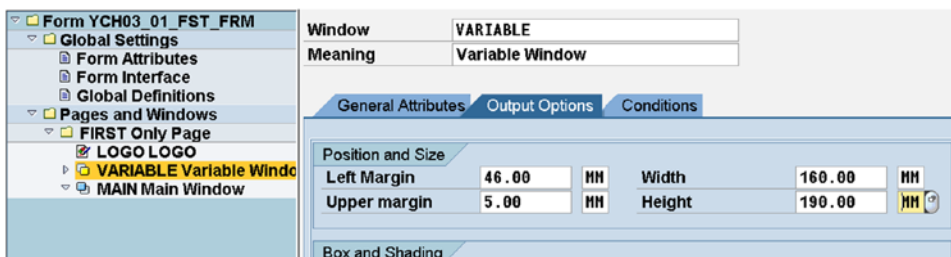 Form YCH03_01_FST_FRM
Global Settings
Form Attributes
Form Interface
Global Definitions
Pages and Windows
FIRST Only Page
LOGO LOGO
VARIABLE Variable Windo
MAIN Main Window
Window VARIABLE
Meaning Variable Window
General Attributes Output Options Conditions
Position and Size
Left Margin 46.00 MM Width 160.00 MM
Upper margin 5.00 MM Height 190.00 MM
Box and Shading